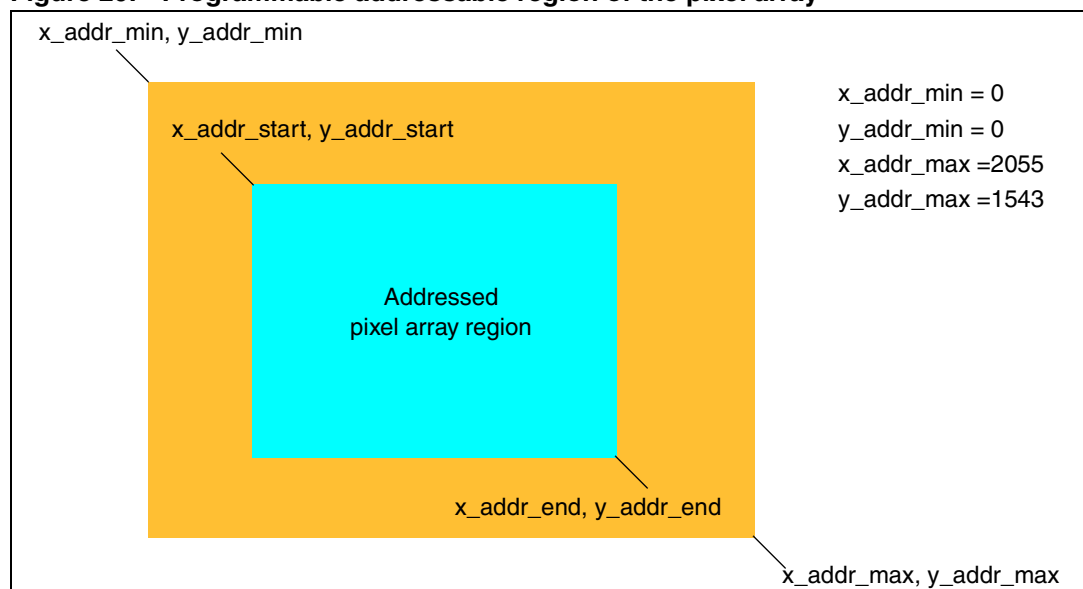 x_addr_min, y_addr_min
x_addr_min = 0
y_addr_min = 0
x_addr_max =2055
y_addr_max =1543
x_addr_start, y_addr_start
Addressed
pixel array region
x_addr_end, y_addr_end
x_addr_max, y_addr_max